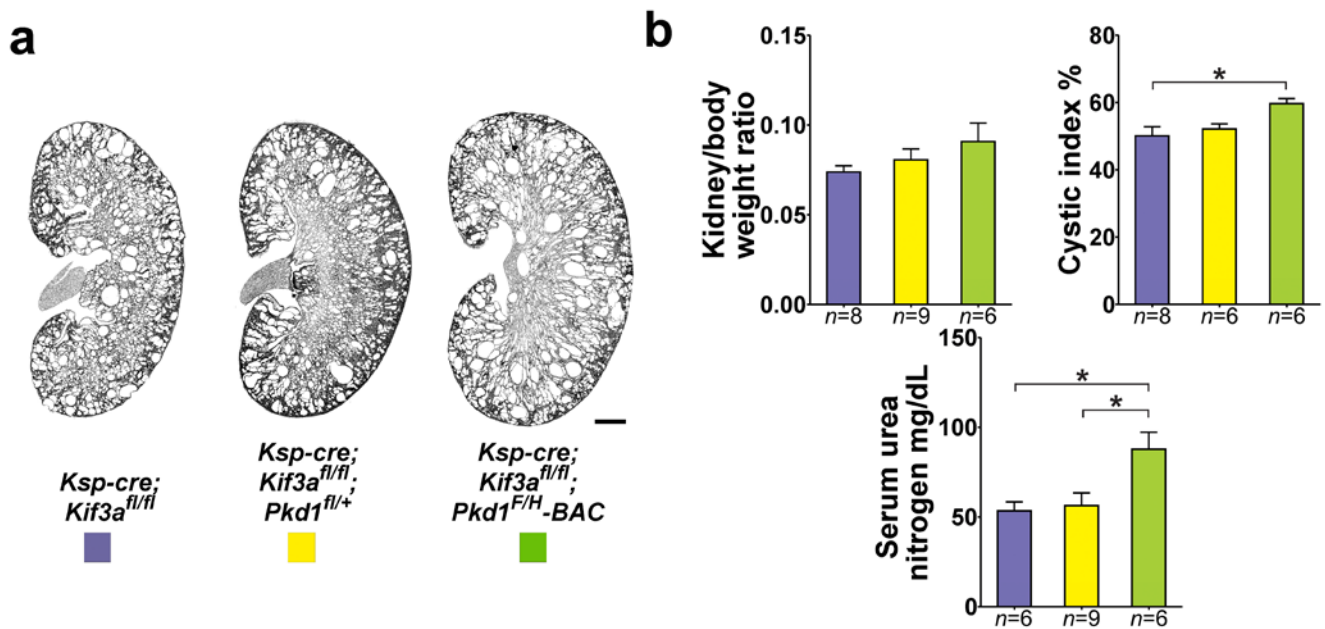 a
Ksp-cre;
Kif3afl/fl
Ksp-cre;
Kif3afl/fl;
Pkd1fl/+
Ksp-cre;
Kif3afl/fl;
Pkd1F/H-BAC
b
Kidney/body
weight ratio
0.15
0.10
0.05
0.00
n=8
n=9
n=6
Cystic index %
80
60
40
20
0
*
n=8
n=6
n=6
Serum urea
nitrogen mg/dL
150
100
50
0
*
*
n=6
n=9
n=6